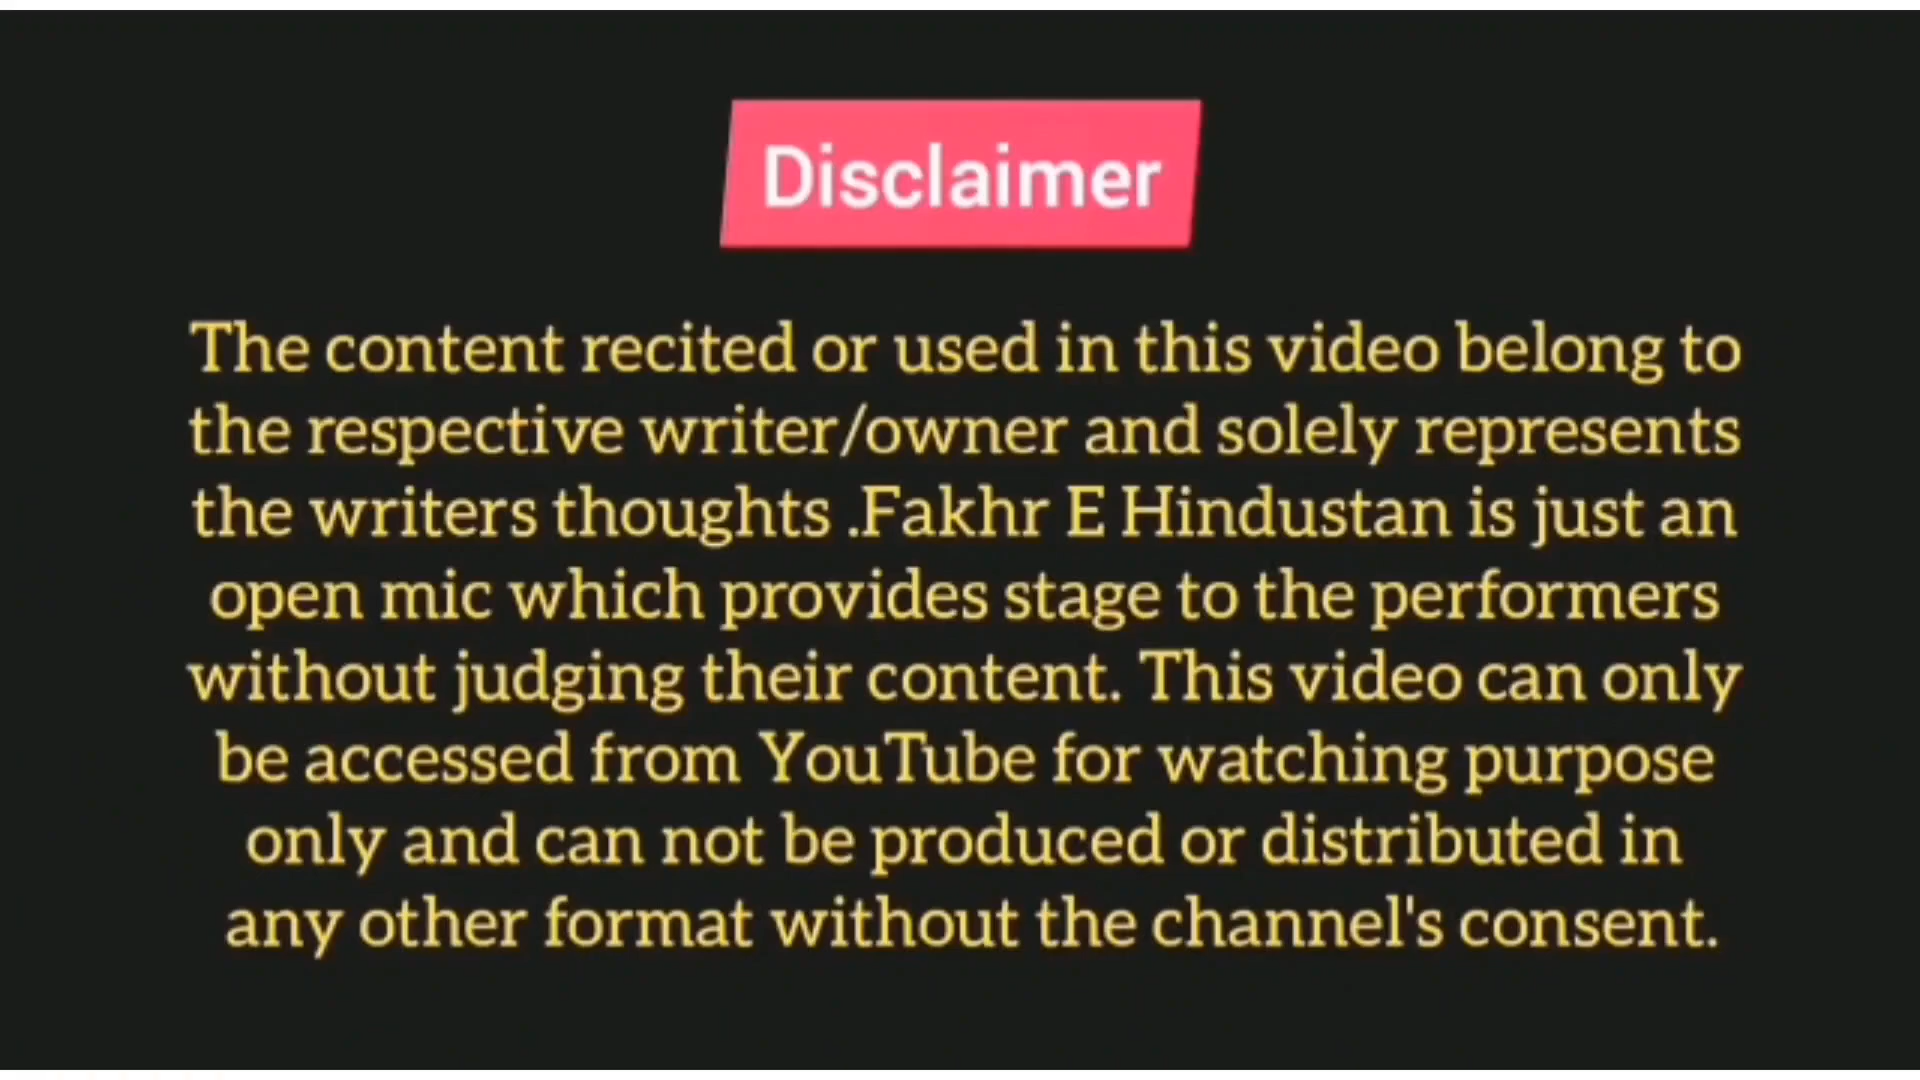 Disclaimer
The content recited or used in this video belong to
the respective writer/owner and solely represents
the writers thoughts .Fakhr E Hindustan is just an
open mic which provides stage to the performers
without judging their content. This video can only
be accessed from YouTube for watching purpose
only and can not be produced or distributed in
any other format without the channel's consent.